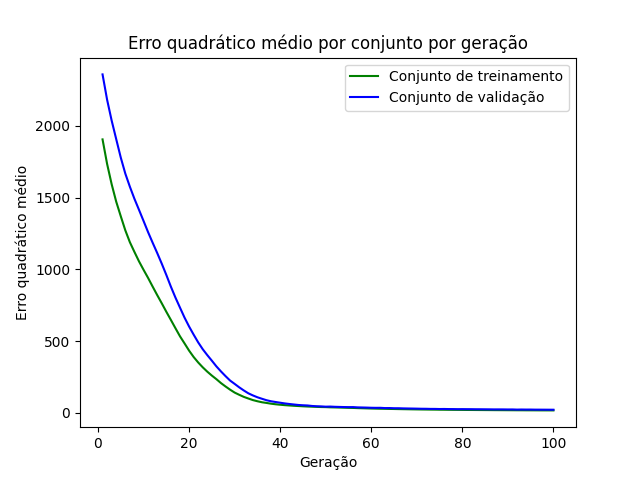 Erro quadrático médio por conjunto por geração
Conjunto de treinamento
Conjunto de validação
Erro quadrático médio
2000
1500
1000
500
0
0 20 40 60 80 100
Geração